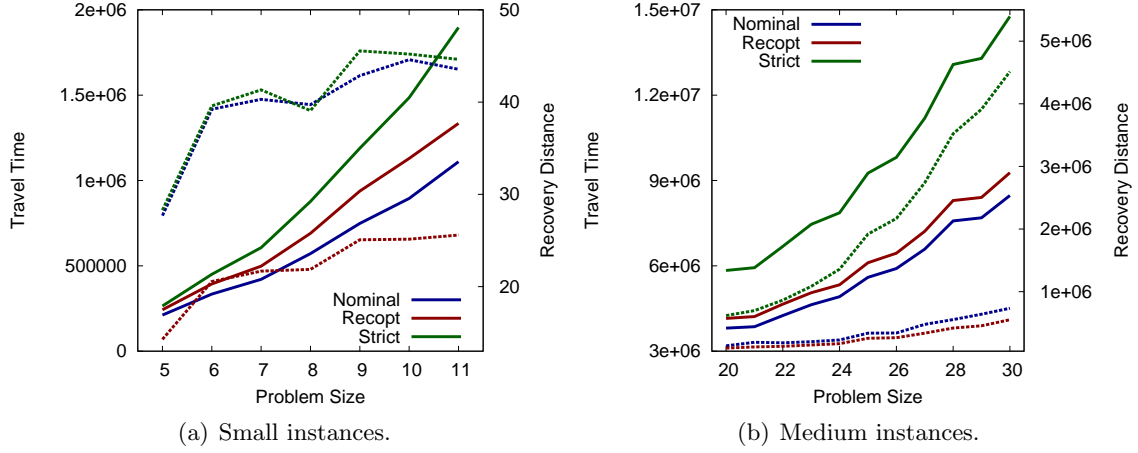 2e+06
1.5e+06
1e+06
500000
0
Travel Time
50
40
30
20
Recovery Distance
Nominal
Recopt
Strict
5 6 7 8 9 10 11
Problem Size
(a) Small instances.
1.5e+07
1.2e+07
9e+06
6e+06
3e+06
Travel Time
Nominal
Recopt
Strict
5e+06
4e+06
3e+06
2e+06
1e+06
Recovery Distance
20 22 24 26 28 30
Problem Size
(b) Medium instances.